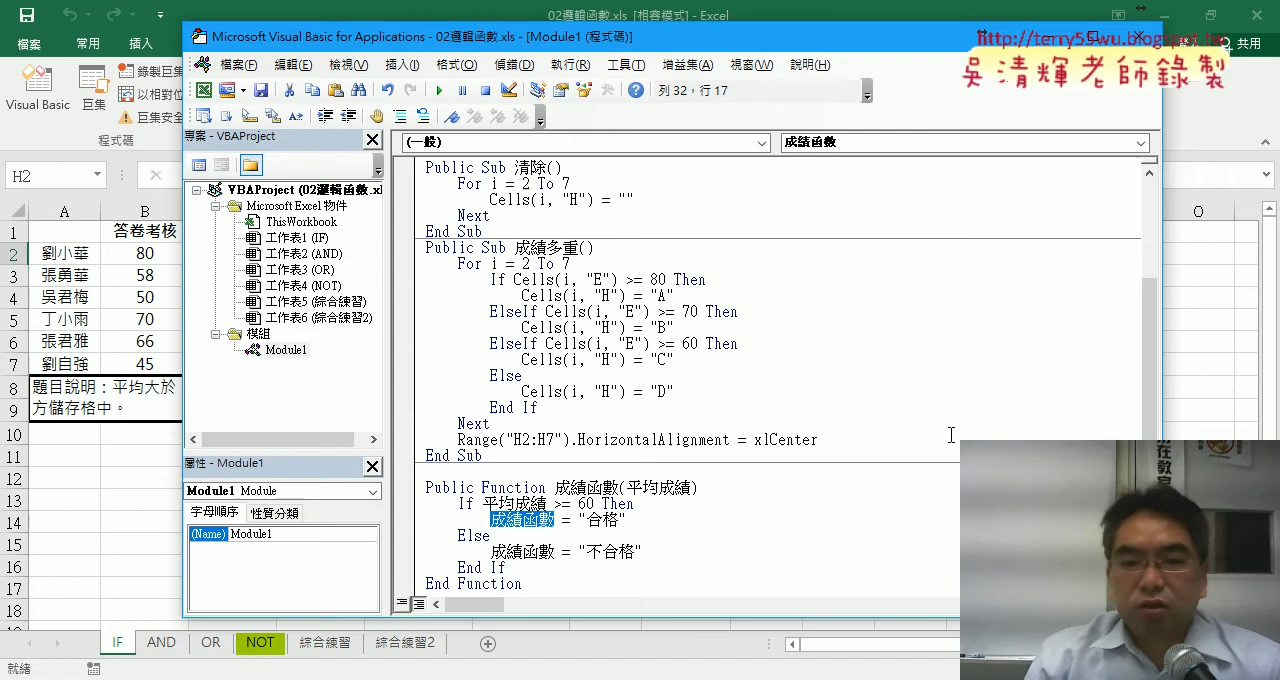 02邏輯函數.xls [相容模式] - Excel
檔案 常用 插入 共用
Visual Basic 巨集 錄製巨集
以相對位
巨集安全
程式碼
Microsoft Visual Basic for Applications - 02邏輯函數.xls - [Module1 (程式碼)]
http://terry55wu.blogspot.tw
吳清輝老師錄製
檔案(F) 編輯(E) 檢視(V) 插入(I) 格式(O) 偵錯(D) 執行(R) 工具(T) 增益集(A) 視窗(W) 說明(H)
列 32，行 17
專案 - VBAProject
VBAProject (02邏輯函數.xl
Microsoft Excel 物件
ThisWorkbook
工作表1 (IF)
工作表2 (AND)
工作表3 (OR)
工作表4 (NOT)
工作表5 (綜合練習)
工作表6 (綜合練習2)
模組
Module1
屬性 - Module1
Module1 Module
字母順序 性質分類
(Name) Module1
(一般) 成績函數
Public Sub 清除()
For i = 2 To 7
Cells(i, "H") = ""
Next
End Sub
Public Sub 成績多重()
For i = 2 To 7
If Cells(i, "E") >= 80 Then
Cells(i, "H") = "A"
ElseIf Cells(i, "E") >= 70 Then
Cells(i, "H") = "B"
ElseIf Cells(i, "E") >= 60 Then
Cells(i, "H") = "C"
Else
Cells(i, "H") = "D"
End If
Next
Range("H2:H7").HorizontalAlignment = xlCenter
End Sub
Public Function 成績函數(平均成績)
If 平均成績 >= 60 Then
成績函數 = "合格"
Else
成績函數 = "不合格"
End If
End Function
H2
A B O
1 答卷考核
2 劉小華 80
3 張勇華 58
4 吳君梅 50
5 丁小雨 70
6 張君雅 66
7 劉自強 45
8 題目說明：平均大於
9 方儲存格中。
10
11
12
13
14
15
16
17
18
IF AND OR NOT 綜合練習 綜合練習2
就緒
在教室